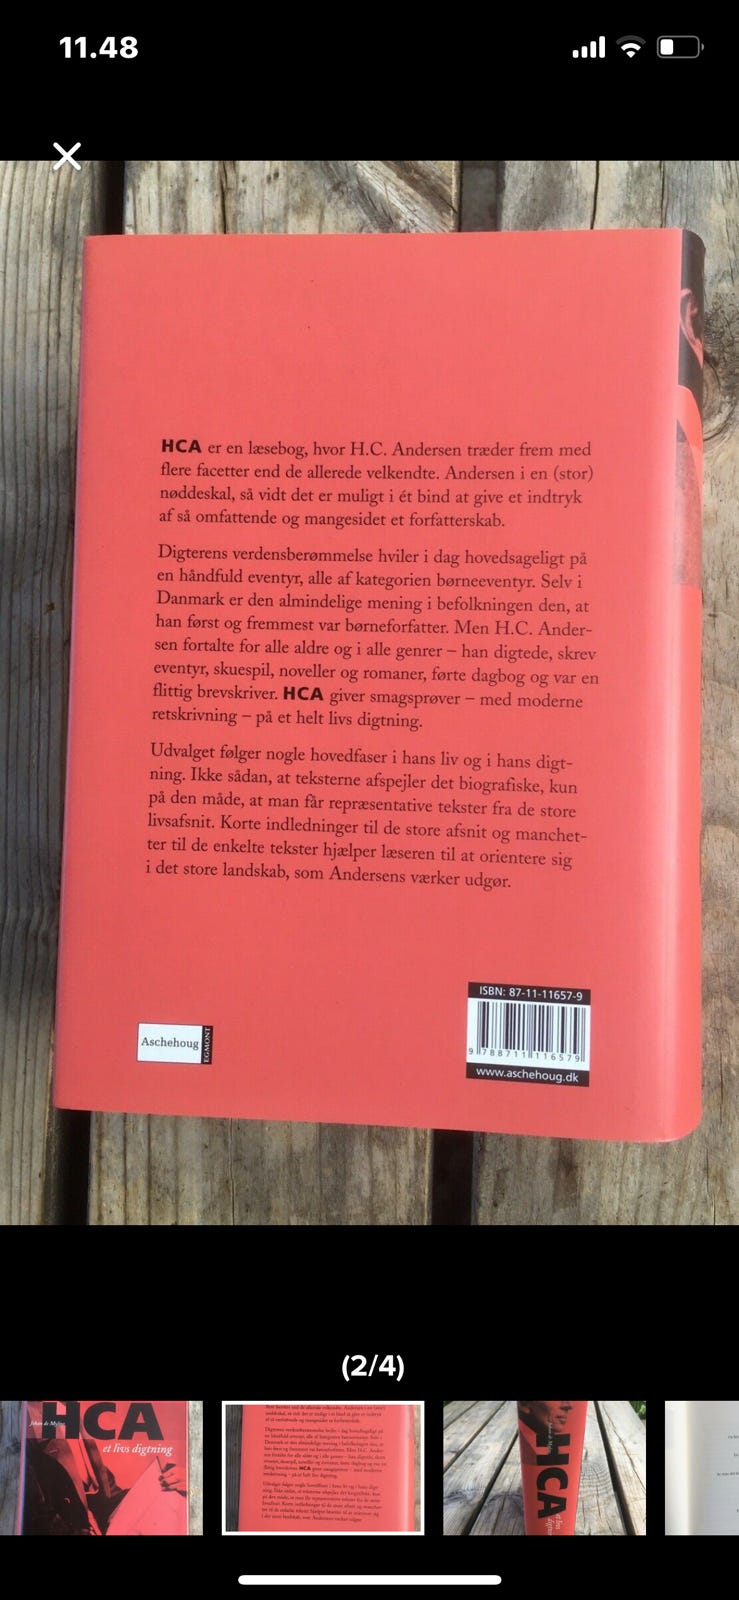 11.48
HCA er en læsebog, hvor H.C. Andersen træder frem med
flere facetter end de allerede velkendte. Andersen i en (stor)
nøddeskal, så vidt det er muligt i ét bind at give et indtryk
af så omfattende og mangesidet et forfatterskab.
Digterens verdensberømmelse hviler i dag hovedsageligt på
en håndfuld eventyr, alle af kategorien børneeventyr. Selv i
Danmark er den almindelige mening i befolkningen den, at
han først og fremmest var børneforfatter. Men H.C. Ander-
sen fortalte for alle aldre og i alle genrer – han digtede, skrev
eventyr, skuespil, noveller og romaner, førte dagbog og var en
flittig brevskriver. HCA giver smagsprøver – med moderne
retskrivning – på et helt livs digtning.
Udvalget følger nogle hovedfaser i hans liv og i hans digt-
ning. Ikke sådan, at teksterne afspejler det biografiske, kun
på den måde, at man får repræsentative tekster fra de store
livsafsnit. Korte indledninger til de store afsnit og manchet-
ter til de enkelte tekster hjælper læseren til at orientere sig
i det store landskab, som Andersens værker udgør.
ISBN: 87-11-11657-9
9 788711 116579
www.aschehoug.dk
Aschehoug
EGMONT
(2/4)
Johan de Mylius
HCA
et livs digtning
HCA